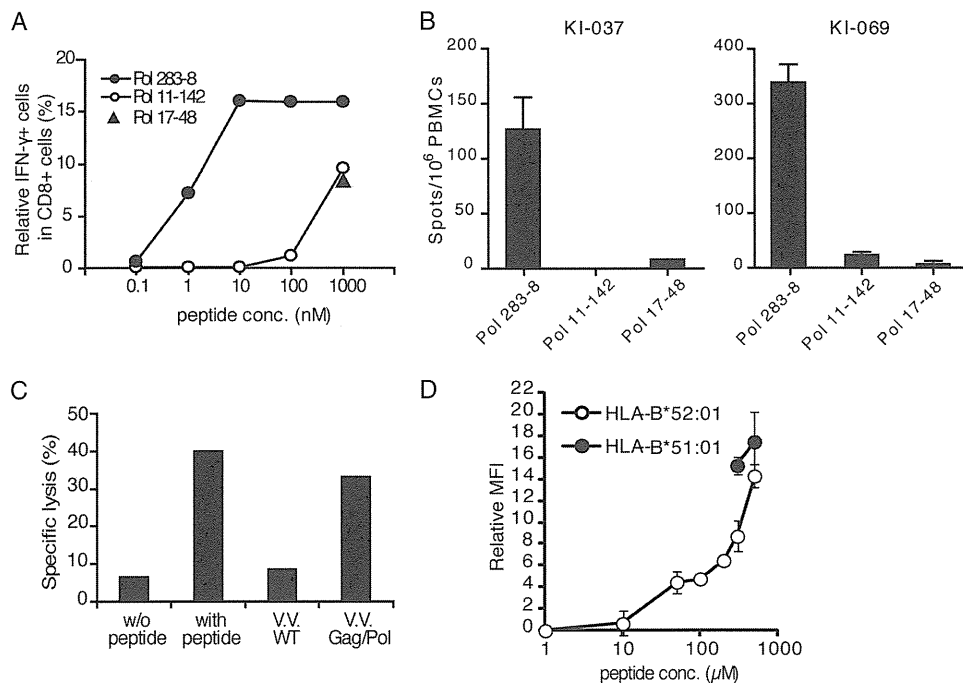 A
Relative IFN-γ+ cells
in CD8+ cells (%)
20
15
10
5
0
Pol 283-8
Pol 11-142
Pol 17-48
0.1
1
10
100
1000
peptide conc. (nM)
B
KI-037
Spots/10^6 PBMCs
200
150
100
50
0
Pol 283-8
Pol 11-142
Pol 17-48
KI-069
400
300
200
100
0
Pol 283-8
Pol 11-142
Pol 17-48
C
Specific lysis (%)
50
40
30
20
10
0
w/o
peptide
with
peptide
V.V.
WT
V.V.
Gag/Pol
D
Relative MFI
22
20
18
16
14
12
10
8
6
4
2
0
HLA-B*52:01
HLA-B*51:01
1
10
100
1000
peptide conc. (µM)